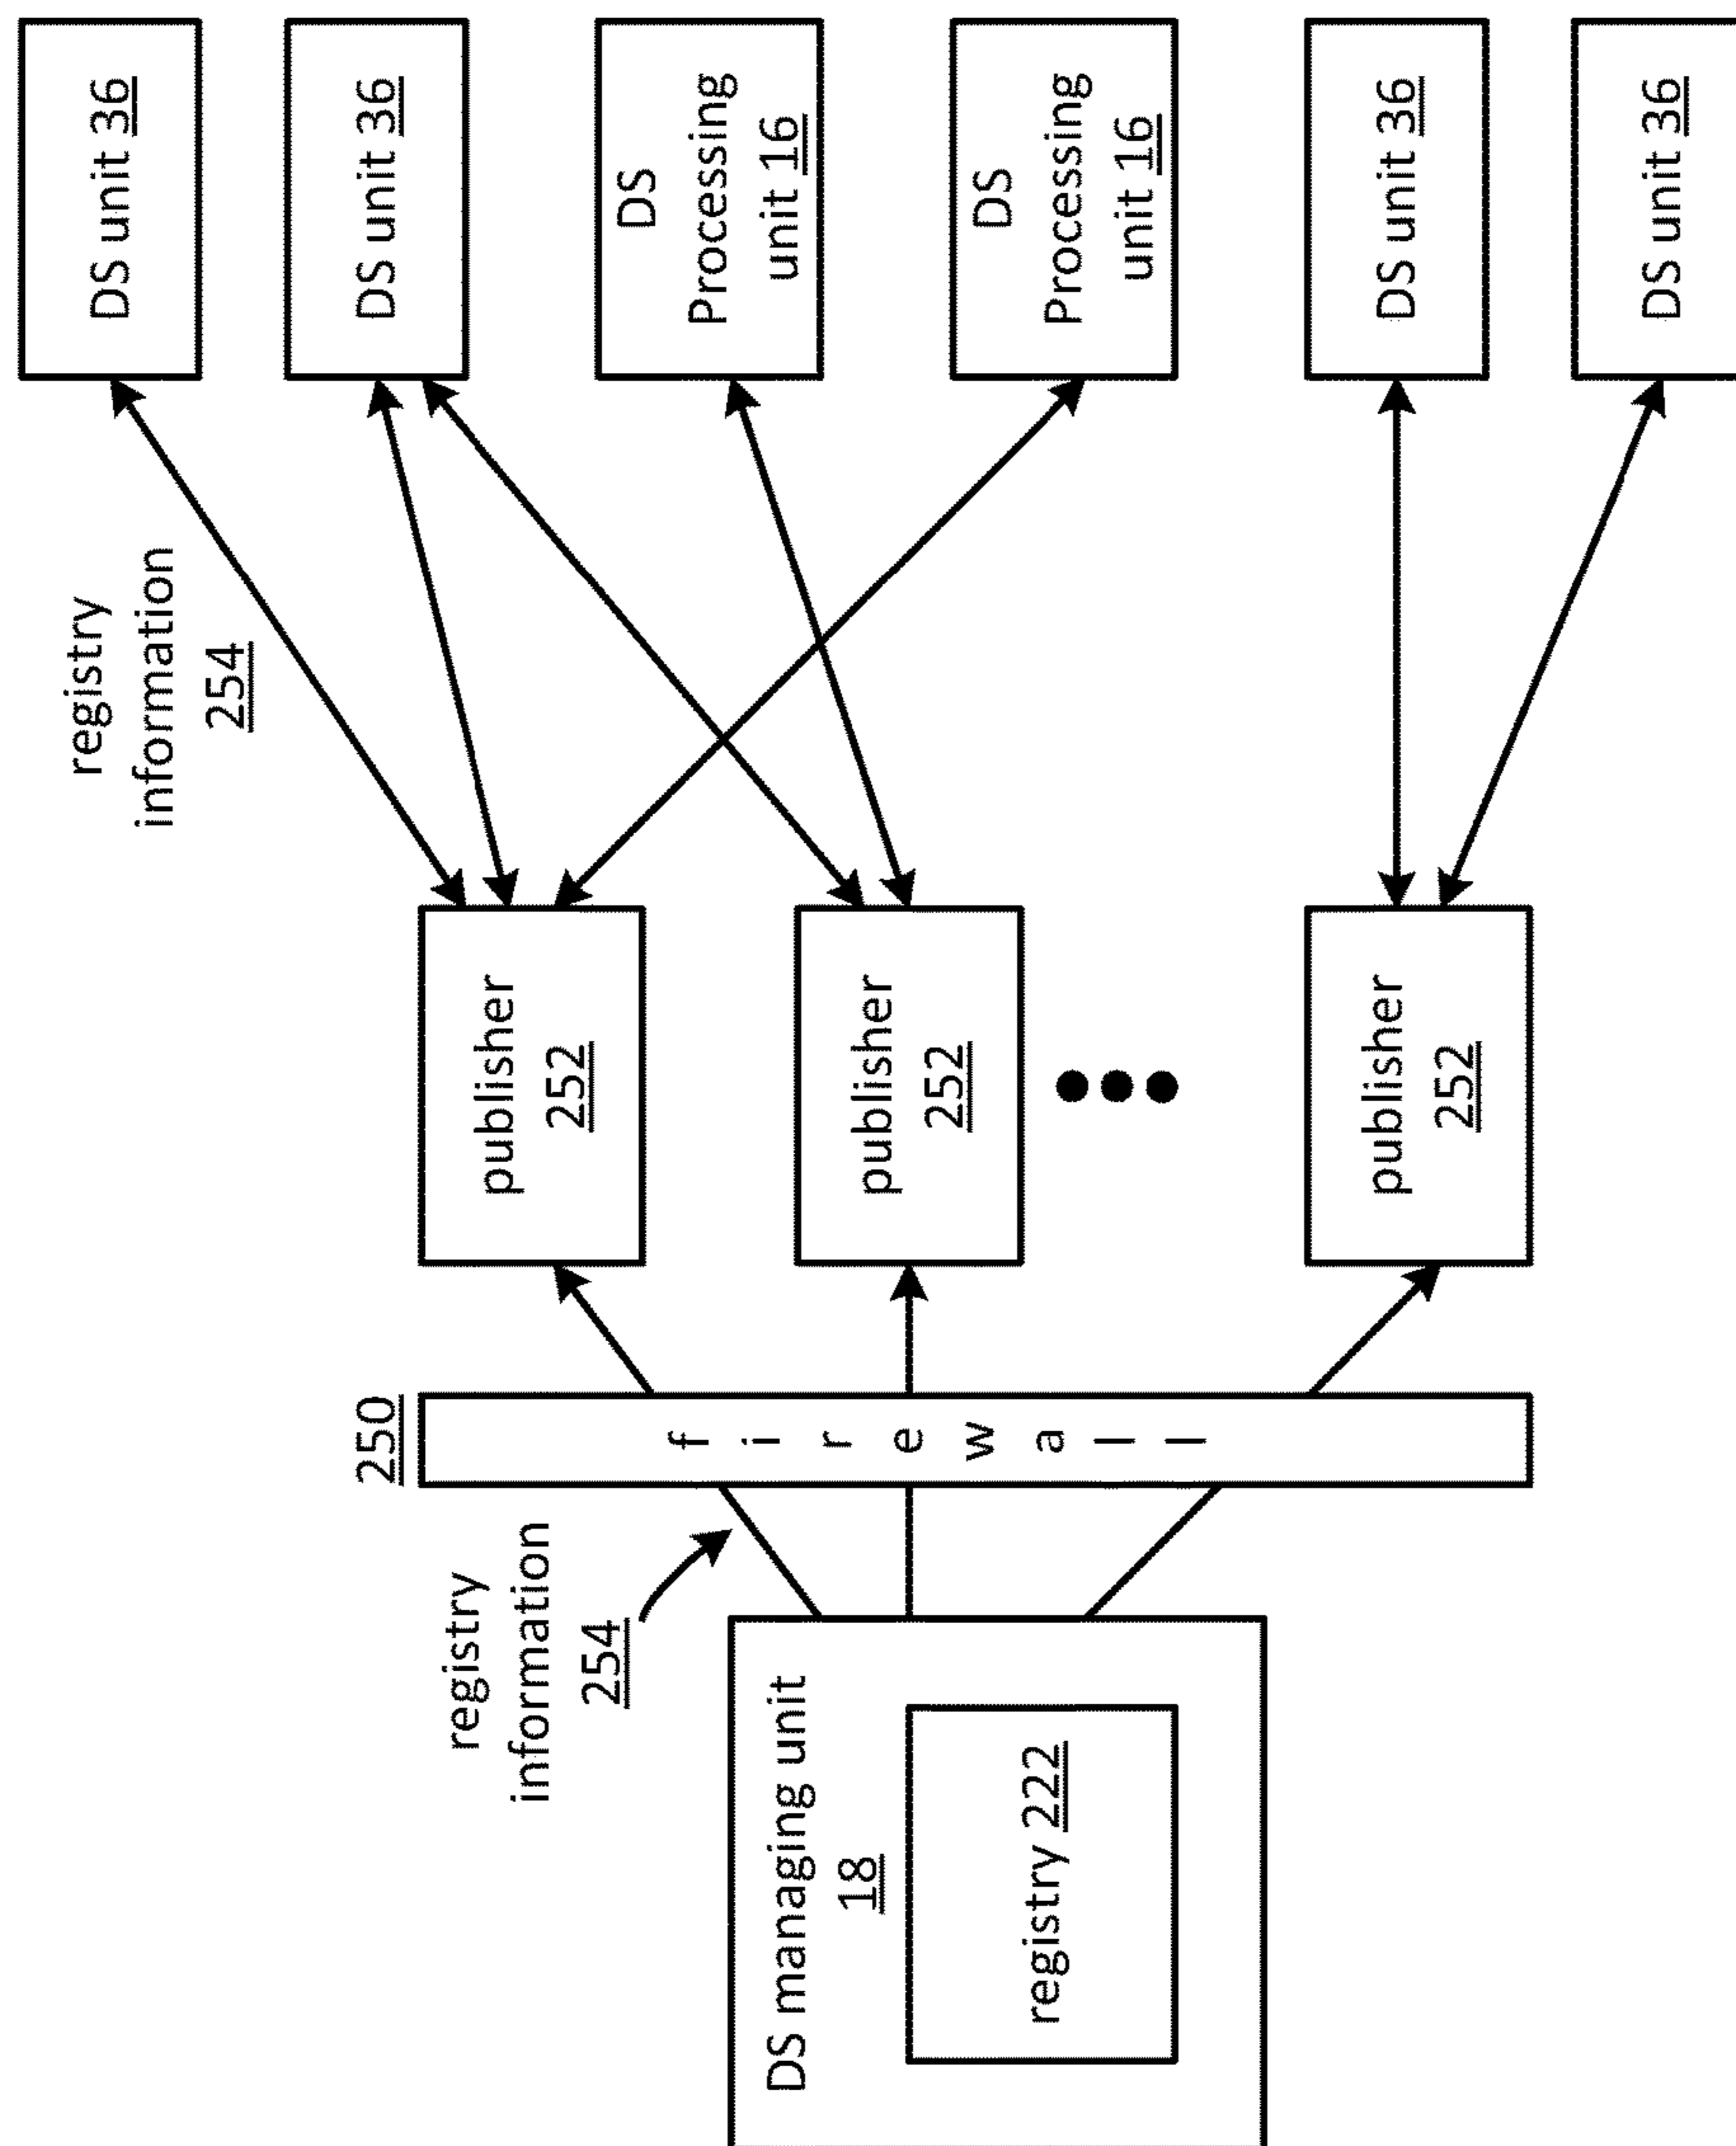 DS managing unit
18
registry 222
registry
information
254
250
firewall
publisher
252
publisher
252
publisher
252
registry
information
254
DS unit 36
DS unit 36
DS
Processing
unit 16
DS
Processing
unit 16
DS unit 36
DS unit 36